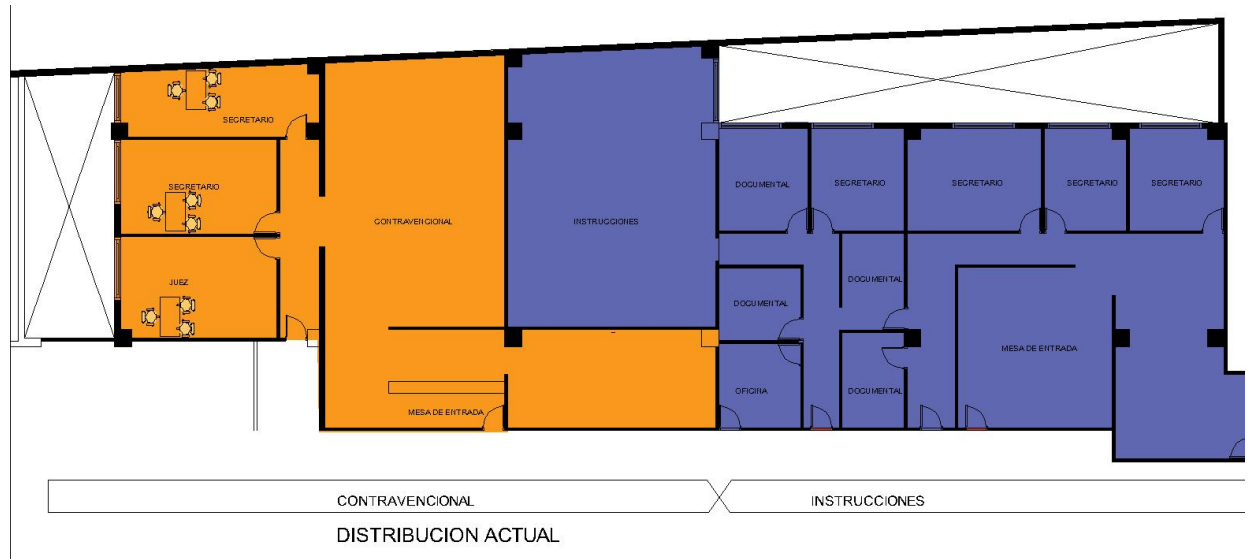 SECRETARIO
SECRETARIO
JUEZ
CONTRAVENCIONAL
MESA DE ENTRADA
INSTRUCCIONES
DOCUMENTAL
SECRETARIO
SECRETARIO
SECRETARIO
SECRETARIO
DOCUMENTAL
DOCUMENTAL
OFICINA
DOCUMENTAL
MESA DE ENTRADA
CONTRAVENCIONAL
INSTRUCCIONES
DISTRIBUCION ACTUAL